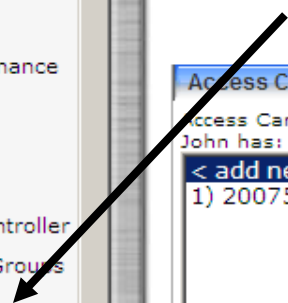 nance
Access C
Access Car
John has:
< add ne
1) 20075
ntroller
Groups